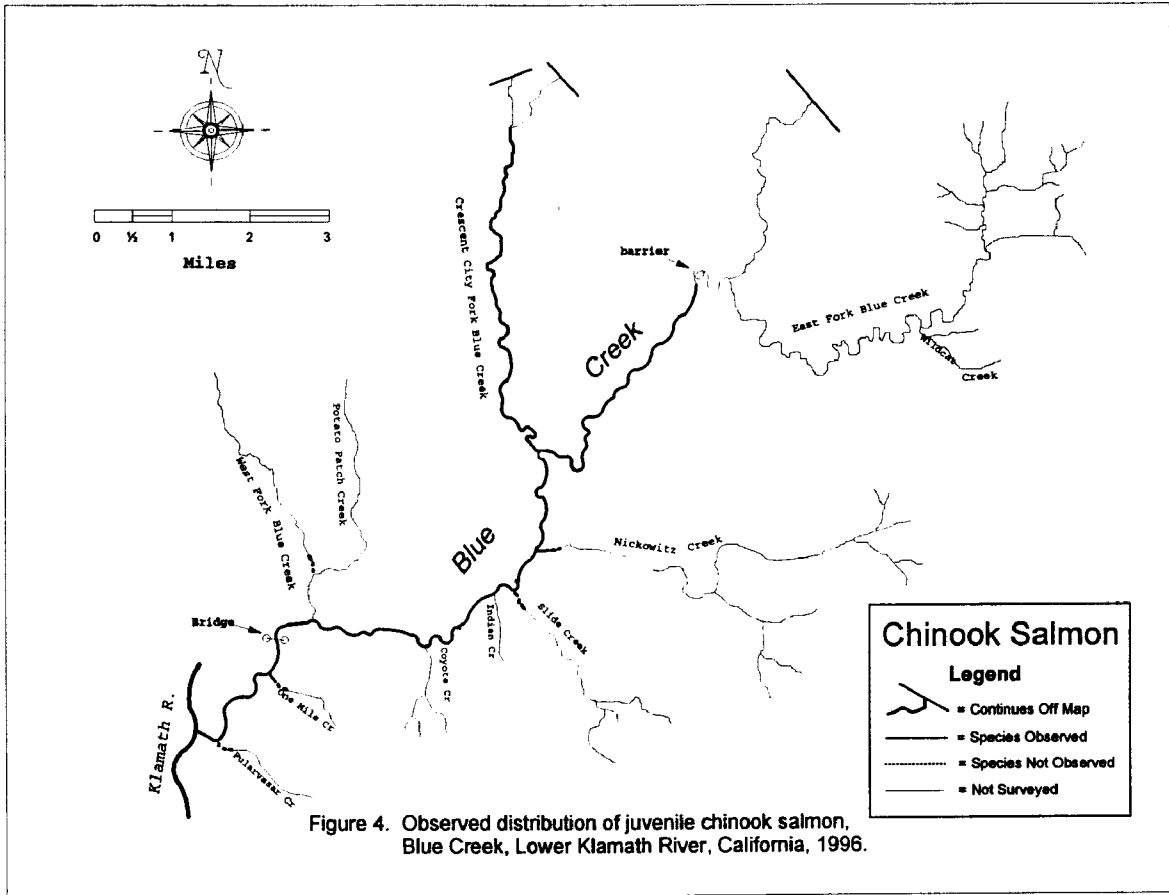 N
0 ½ 1 2 3
Miles
Crescent City Fork Blue Creek
barrier
Creek
East Fork Blue Creek
Wildcat
Creek
Potato Patch Creek
West Fork Blue Creek
Blue
Nickowitz Creek
Bridge
Indian Cr
Slide Creek
Coyote Cr
One Mile Cr
Klamath R.
Pularvasar Cr
Chinook Salmon
Legend
= Continues Off Map
= Species Observed
= Species Not Observed
= Not Surveyed
Figure 4. Observed distribution of juvenile chinook salmon,
Blue Creek, Lower Klamath River, California, 1996.